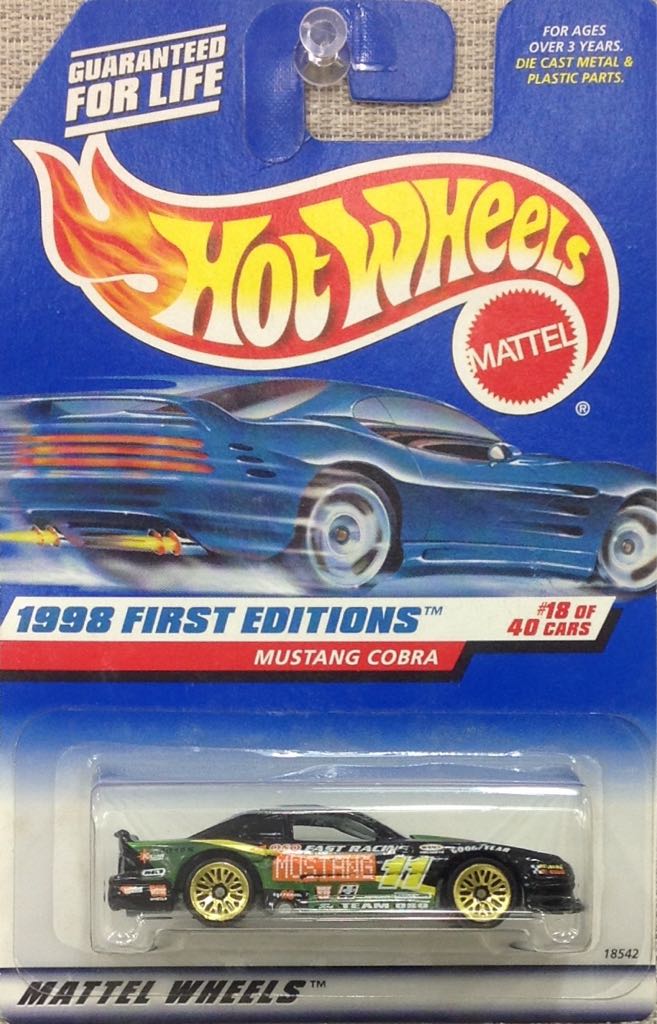 GUARANTEED
FOR LIFE
FOR AGES
OVER 3 YEARS.
DIE CAST METAL &
PLASTIC PARTS.
HOT WHEELS
MATTEL
®
1998 FIRST EDITIONS™
#18 OF
40 CARS
MUSTANG COBRA
FAST RACING
GOODYEAR
MUSTANG
11
TEAM OSG
18542
MATTEL WHEELS™